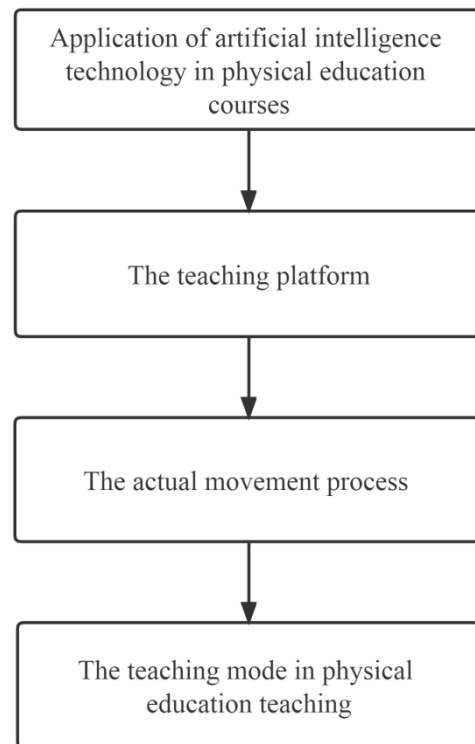 Application of artificial intelligence
technology in physical education
courses
The teaching platform
The actual movement process
The teaching mode in physical
education teaching